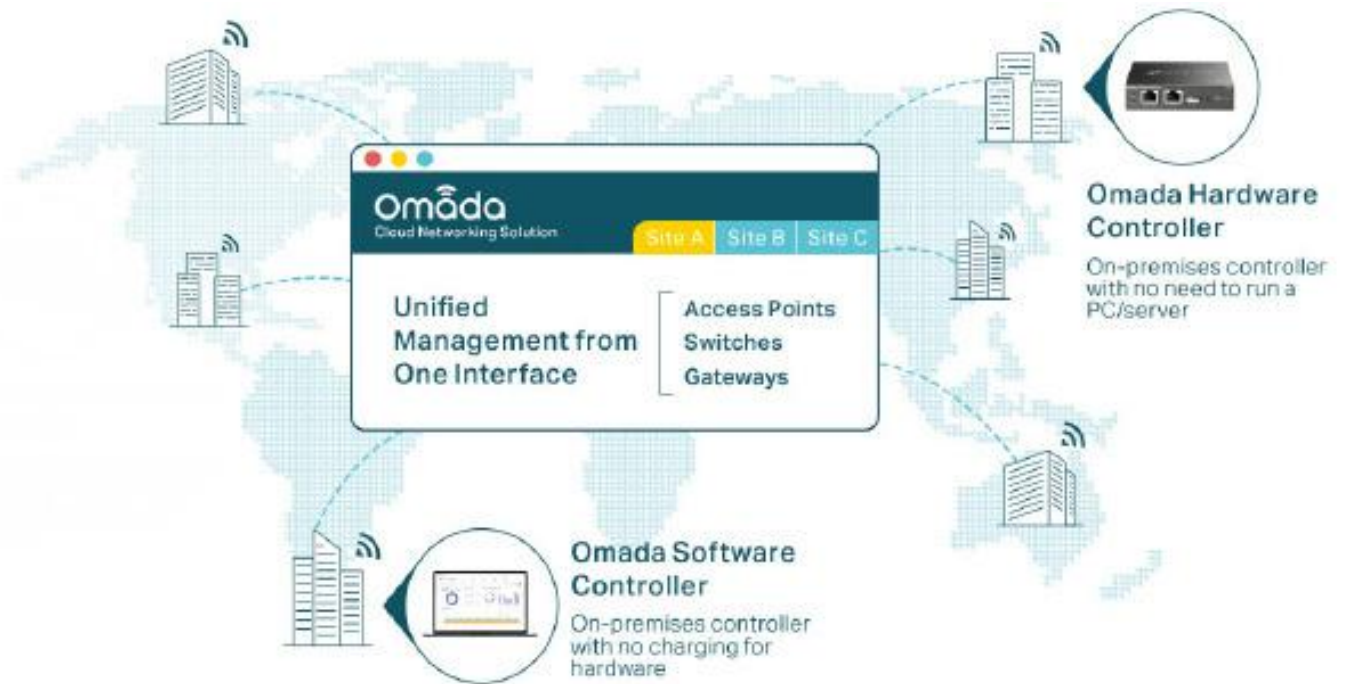 Omada
Cloud Networking Solution
Site A
Site B
Site C
Unified
Management from
One Interface
Access Points
Switches
Gateways
Omada Hardware
Controller
On-premises controller
with no need to run a
PC/server
Omada Software
Controller
On-premises controller
with no charging for
hardware